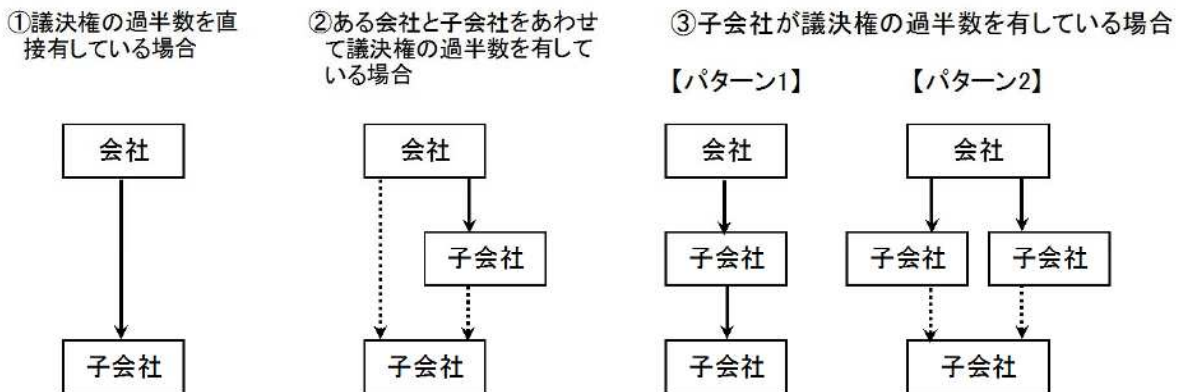 ①議決権の過半数を直
接有している場合
②ある会社と子会社をあわせ
て議決権の過半数を有して
いる場合
③子会社が議決権の過半数を有している場合
【パターン1】
【パターン2】
会社
会社
会社
会社
子会社
子会社
子会社
子会社
子会社
子会社
子会社
子会社